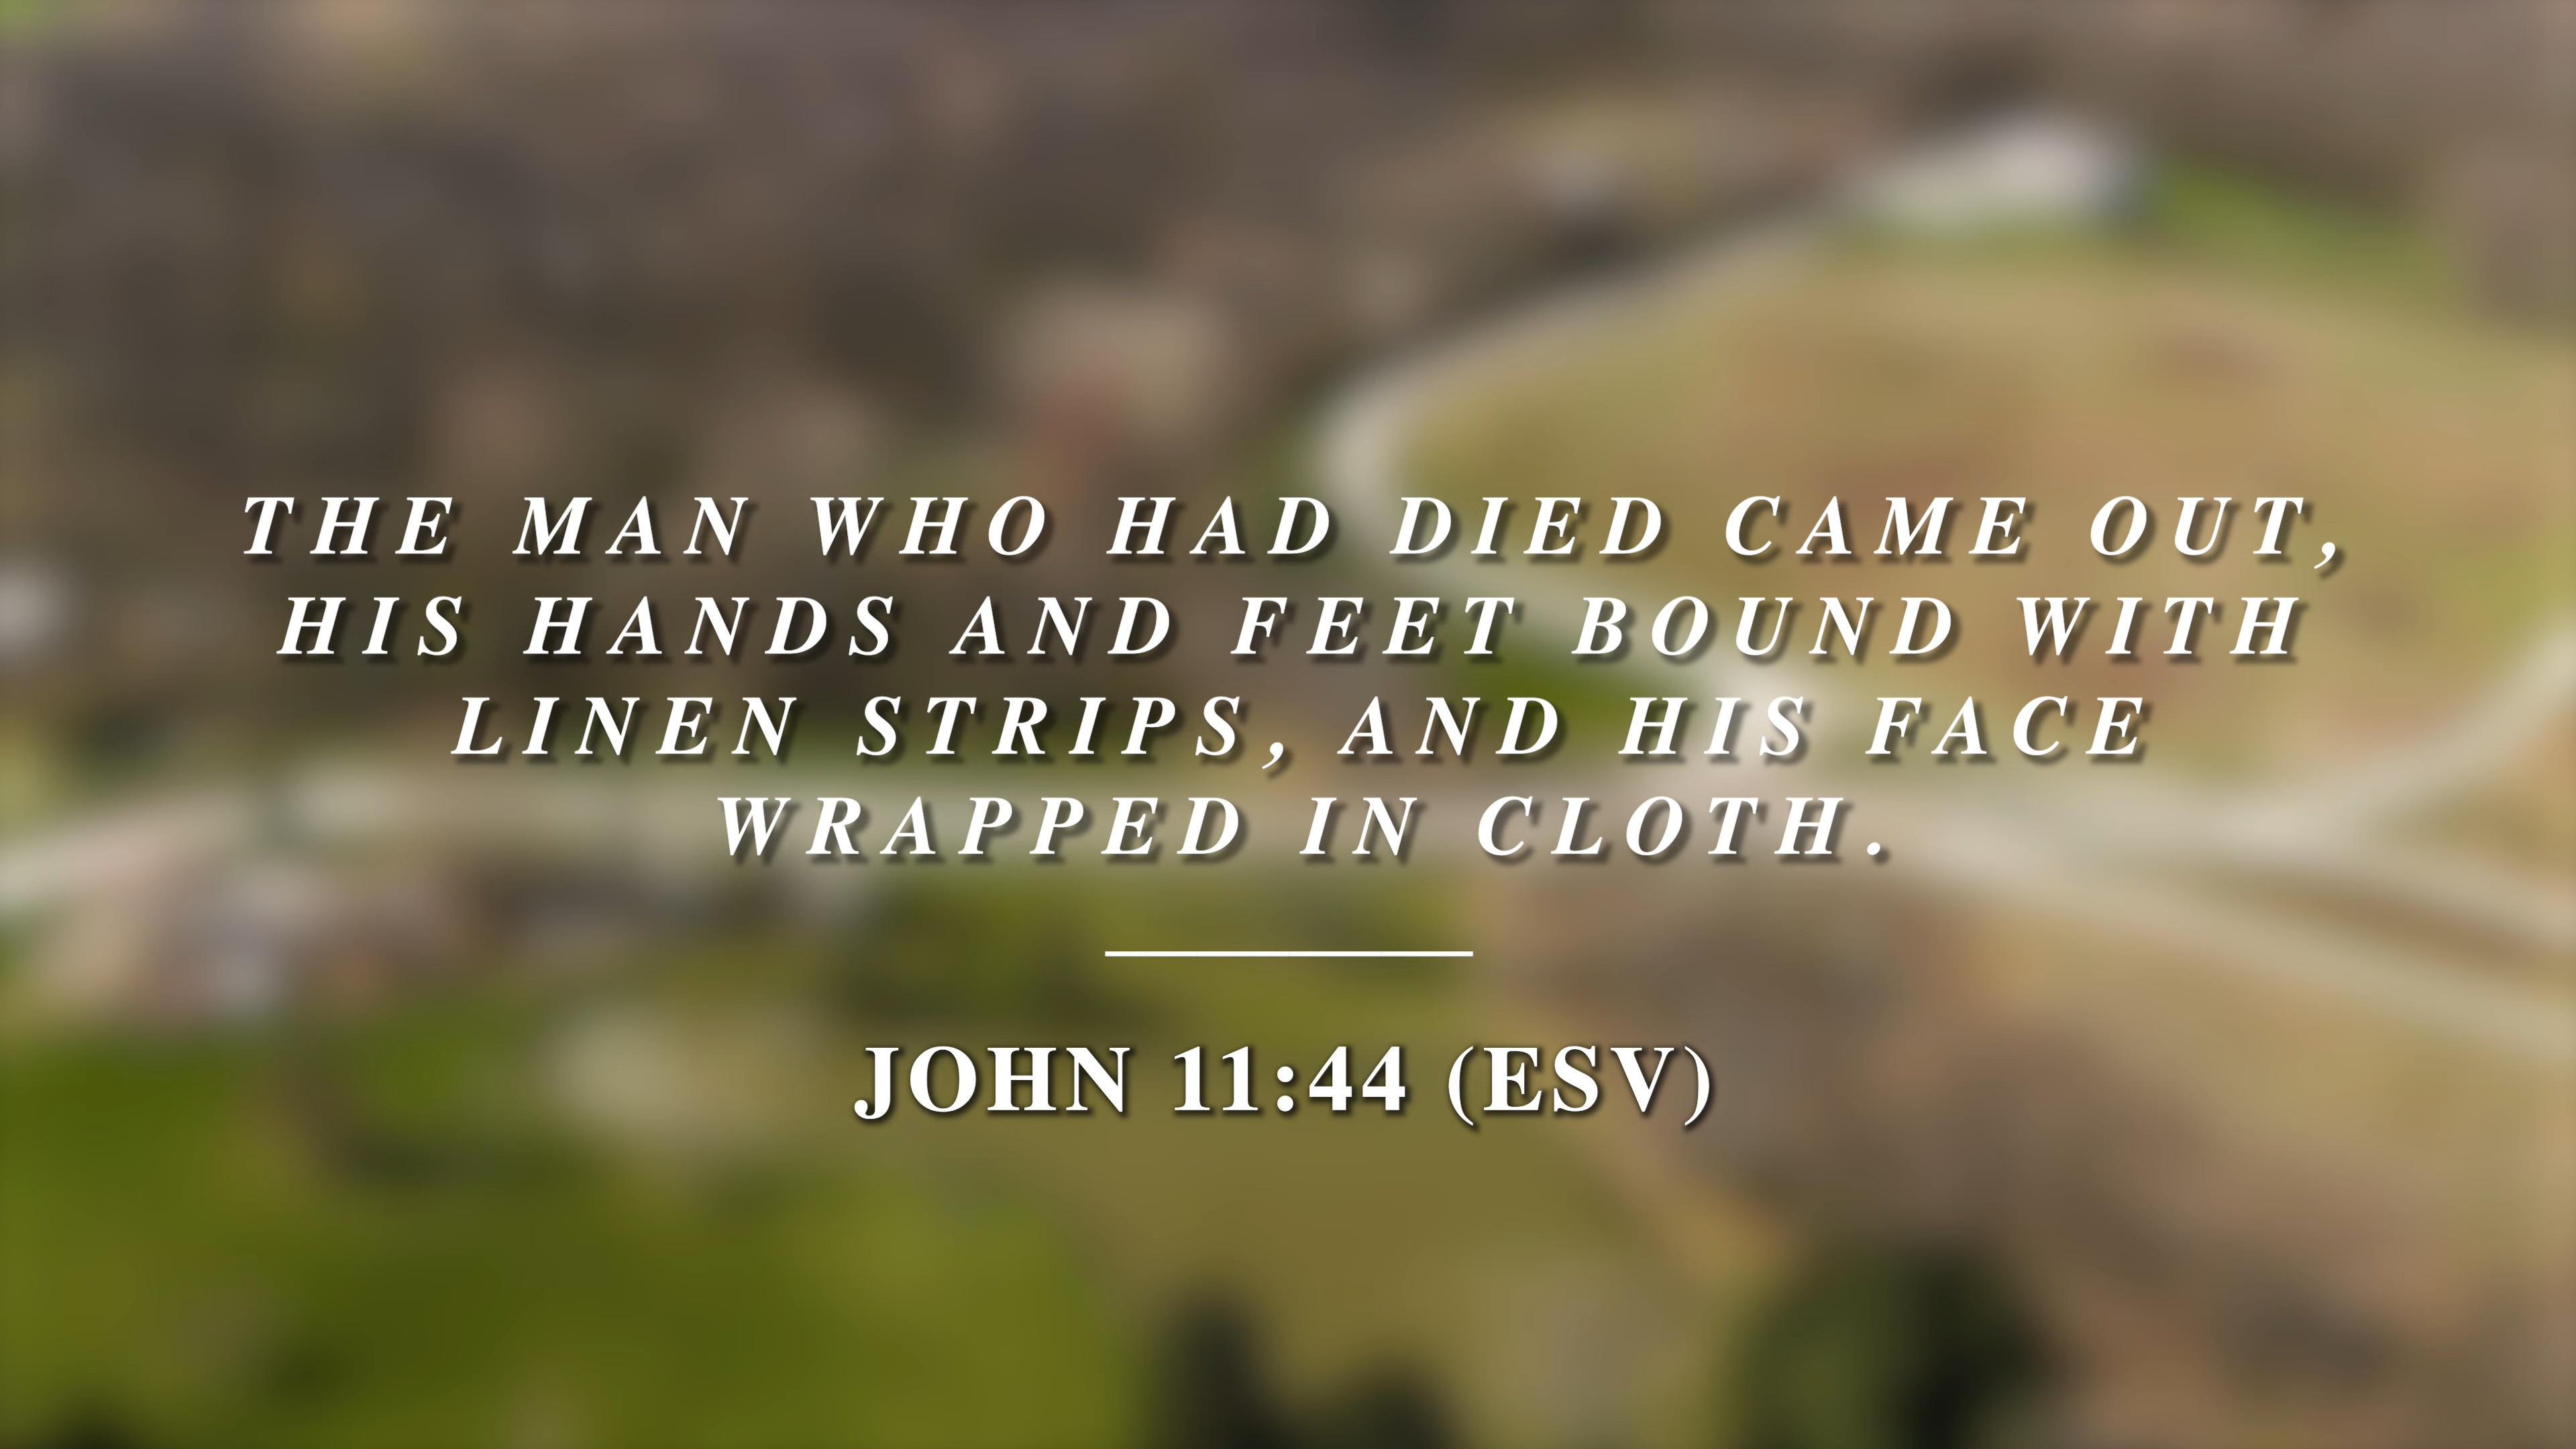 THE MAN WHO HAD DIED CAME OUT,
HIS HANDS AND FEET BOUND WITH
LINEN STRIPS, AND HIS FACE
WRAPPED IN CLOTH.
JOHN 11:44 (ESV)